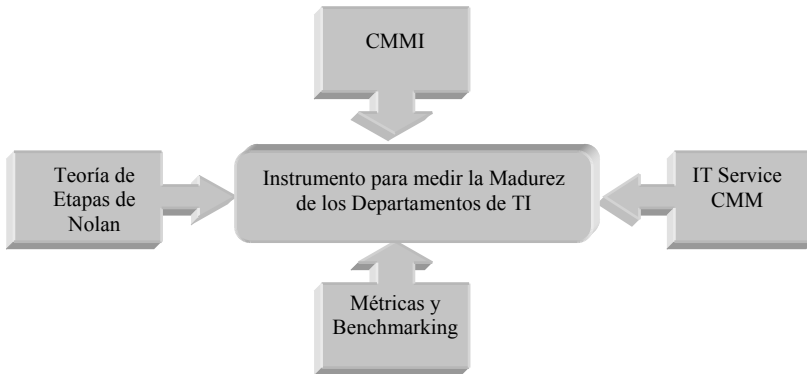 CMMI
Teoría de
Etapas de
Nolan
Instrumento para medir la Madurez
de los Departamentos de TI
IT Service
CMM
Métricas y
Benchmarking